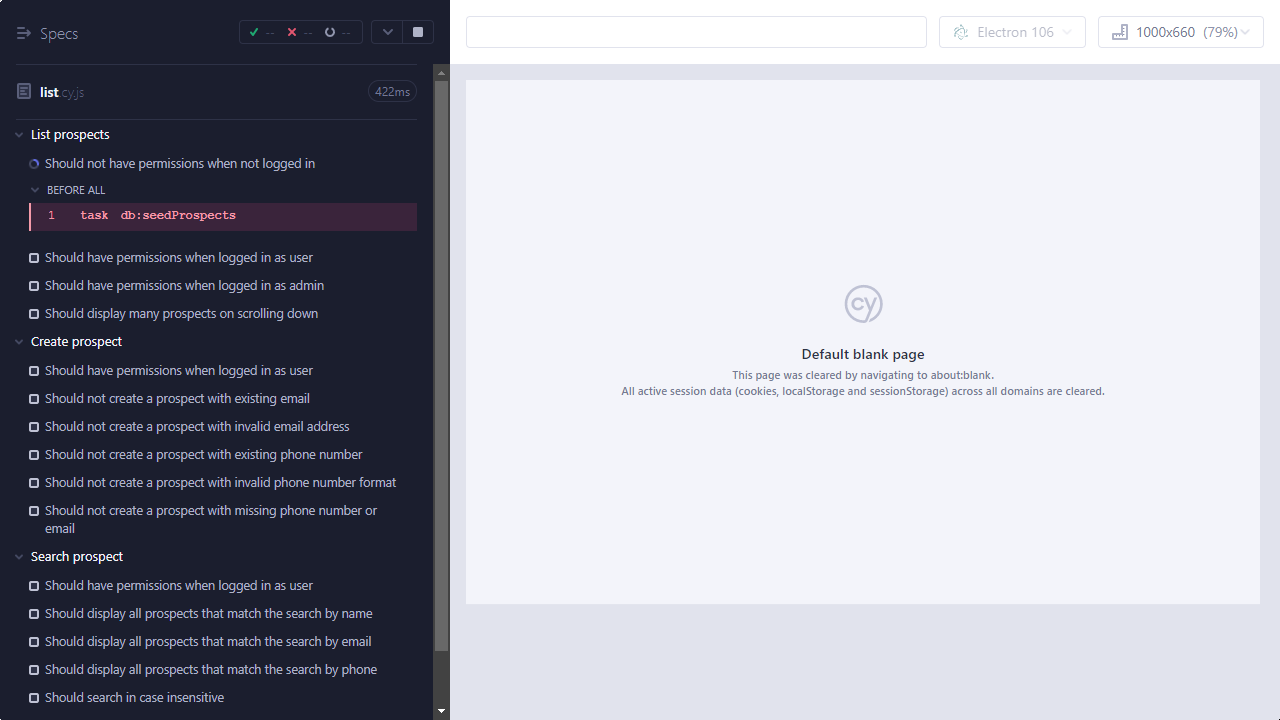 Specs
--
--
--
list.cy.js
422ms
List prospects
Should not have permissions when not logged in
BEFORE ALL
1 task db:seedProspects
Should have permissions when logged in as user
Should have permissions when logged in as admin
Should display many prospects on scrolling down
Create prospect
Should have permissions when logged in as user
Should not create a prospect with existing email
Should not create a prospect with invalid email address
Should not create a prospect with existing phone number
Should not create a prospect with invalid phone number format
Should not create a prospect with missing phone number or
email
Search prospect
Should have permissions when logged in as user
Should display all prospects that match the search by name
Should display all prospects that match the search by email
Should display all prospects that match the search by phone
Should search in case insensitive
Electron 106
1000x660 (79%)
cy
Default blank page
This page was cleared by navigating to about:blank.
All active session data (cookies, localStorage and sessionStorage) across all domains are cleared.